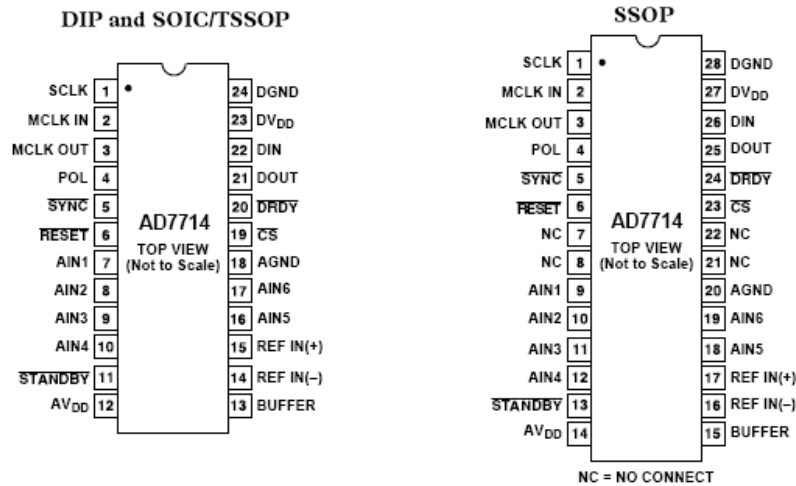 DIP and SOIC/TSSOP
SCLK 1 24 DGND
MCLK IN 2 23 DVDD
MCLK OUT 3 22 DIN
POL 4 21 DOUT
SYNC 5 20 DRDY
RESET 6 19 CS
AIN1 7 18 AGND
AIN2 8 17 AIN6
AIN3 9 16 AIN5
AIN4 10 15 REF IN(+)
STANDBY 11 14 REF IN(–)
AVDD 12 13 BUFFER
AD7714
TOP VIEW
(Not to Scale)
SSOP
SCLK 1 28 DGND
MCLK IN 2 27 DVDD
MCLK OUT 3 26 DIN
POL 4 25 DOUT
SYNC 5 24 DRDY
RESET 6 23 CS
NC 7 22 NC
NC 8 21 NC
AIN1 9 20 AGND
AIN2 10 19 AIN6
AIN3 11 18 AIN5
AIN4 12 17 REF IN(+)
STANDBY 13 16 REF IN(–)
AVDD 14 15 BUFFER
AD7714
TOP VIEW
(Not to Scale)
NC = NO CONNECT